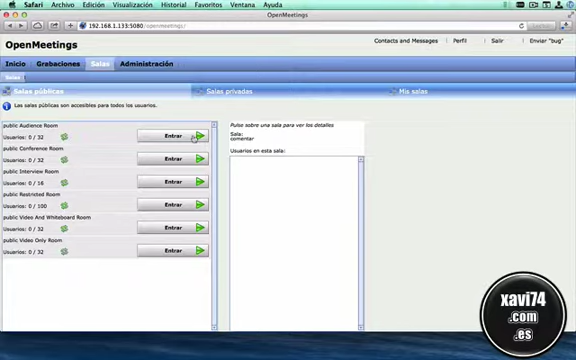 Safari Archivo Edición Visualización Historial Favoritos Ventana Ayuda
OpenMeetings
192.168.1.133:5080/openmeetings/
OpenMeetings
Contacts and Messages Perfil Salir Enviar "bug"
Inicio Grabaciones Salas Administración
Salas
Salas públicas Salas privadas Mis salas
Las salas públicas son accesibles para todos los usuarios.
public Audience Room
Usuarios: 0 / 32 Entrar
public Conference Room
Usuarios: 0 / 32 Entrar
public Interview Room
Usuarios: 0 / 16 Entrar
public Restricted Room
Usuarios: 0 / 100 Entrar
public Video And Whiteboard Room
Usuarios: 0 / 32 Entrar
public Video Only Room
Usuarios: 0 / 32 Entrar
Pulse sobre una sala para ver los detalles
Sala:
comentar
Usuarios en esta sala:
xavi74
.com
.es